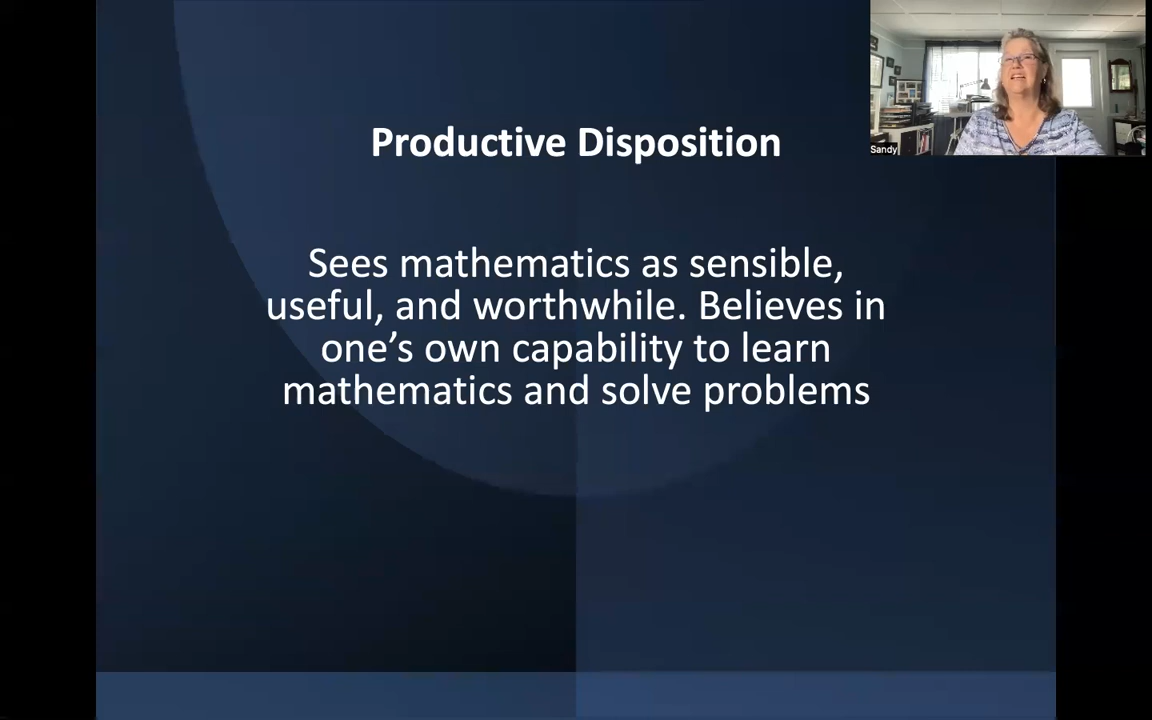 Productive Disposition
Sees mathematics as sensible,
useful, and worthwhile. Believes in
one’s own capability to learn
mathematics and solve problems
Sandy